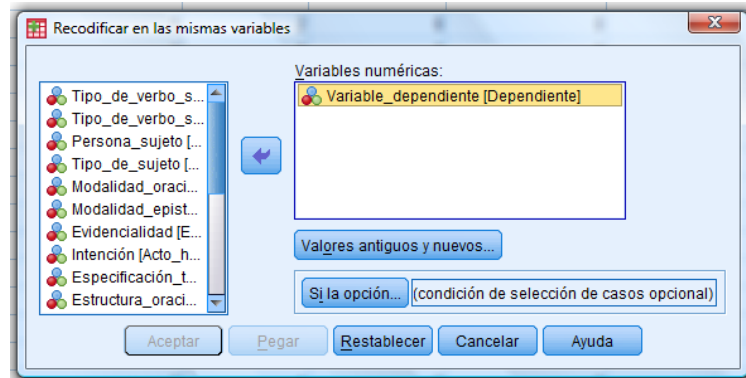 Recodificar en las mismas variables
Variables numéricas:
Tipo_de_verbo_s...
Tipo_de_verbo_s...
Persona_sujeto [...
Tipo_de_sujeto [...
Modalidad_oraci...
Modalidad_epist...
Evidencialidad [E...
Intención [Acto_h...
Especificación_t...
Estructura_oraci...
Variable_dependiente [Dependiente]
Valores antiguos y nuevos...
Si la opción... (condición de selección de casos opcional)
Aceptar Pegar Restablecer Cancelar Ayuda